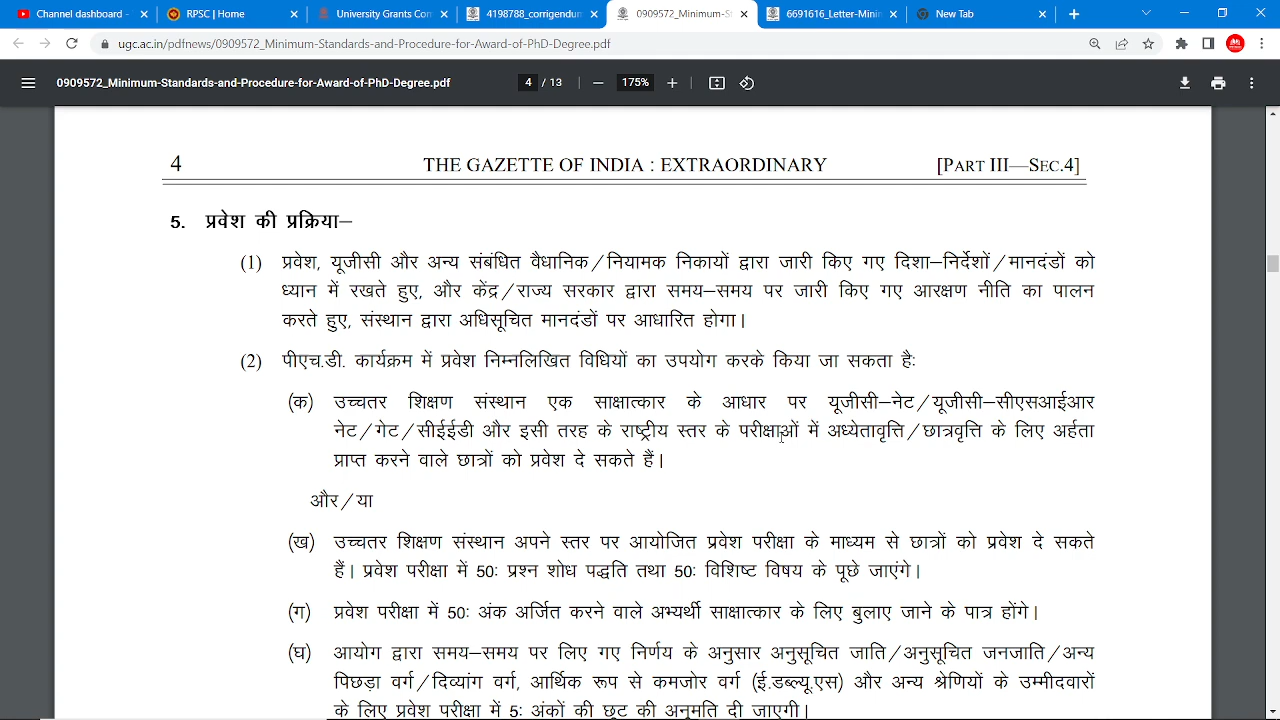 Channel dashboard -
RPSC | Home
University Grants Com
4198788_corrigendum
0909572_Minimum-S
6691616_Letter-Minin
New Tab
ugc.ac.in/pdfnews/0909572_Minimum-Standards-and-Procedure-for-Award-of-PhD-Degree.pdf
0909572_Minimum-Standards-and-Procedure-for-Award-of-PhD-Degree.pdf
4 / 13
175%
4 THE GAZETTE OF INDIA : EXTRAORDINARY [PART III—SEC.4]
5. प्रवेश की प्रक्रिया–
(1) प्रवेश, यूजीसी और अन्य संबंधित वैधानिक/नियामक निकायों द्वारा जारी किए गए दिशा–निर्देशों/मानदंडों को
ध्यान में रखते हुए, और केंद्र/राज्य सरकार द्वारा समय–समय पर जारी किए गए आरक्षण नीति का पालन
करते हुए, संस्थान द्वारा अधिसूचित मानदंडों पर आधारित होगा।
(2) पीएच.डी. कार्यक्रम में प्रवेश निम्नलिखित विधियों का उपयोग करके किया जा सकता है:
(क) उच्चतर शिक्षण संस्थान एक साक्षात्कार के आधार पर यूजीसी–नेट/यूजीसी–सीएसआईआर
नेट/गेट/सीईईडी और इसी तरह के राष्ट्रीय स्तर के परीक्षाओं में अध्येतावृत्ति/छात्रवृत्ति के लिए अर्हता
प्राप्त करने वाले छात्रों को प्रवेश दे सकते हैं।
और/या
(ख) उच्चतर शिक्षण संस्थान अपने स्तर पर आयोजित प्रवेश परीक्षा के माध्यम से छात्रों को प्रवेश दे सकते
हैं। प्रवेश परीक्षा में 50: प्रश्न शोध पद्धति तथा 50: विशिष्ट विषय के पूछे जाएंगे।
(ग) प्रवेश परीक्षा में 50: अंक अर्जित करने वाले अभ्यर्थी साक्षात्कार के लिए बुलाए जाने के पात्र होंगे।
(घ) आयोग द्वारा समय–समय पर लिए गए निर्णय के अनुसार अनुसूचित जाति/अनुसूचित जनजाति/अन्य
पिछड़ा वर्ग/दिव्यांग वर्ग, आर्थिक रूप से कमजोर वर्ग (ई.डब्ल्यू.एस) और अन्य श्रेणियों के उम्मीदवारों
के लिए प्रवेश परीक्षा में 5: अंकों की छूट की अनुमति दी जाएगी।